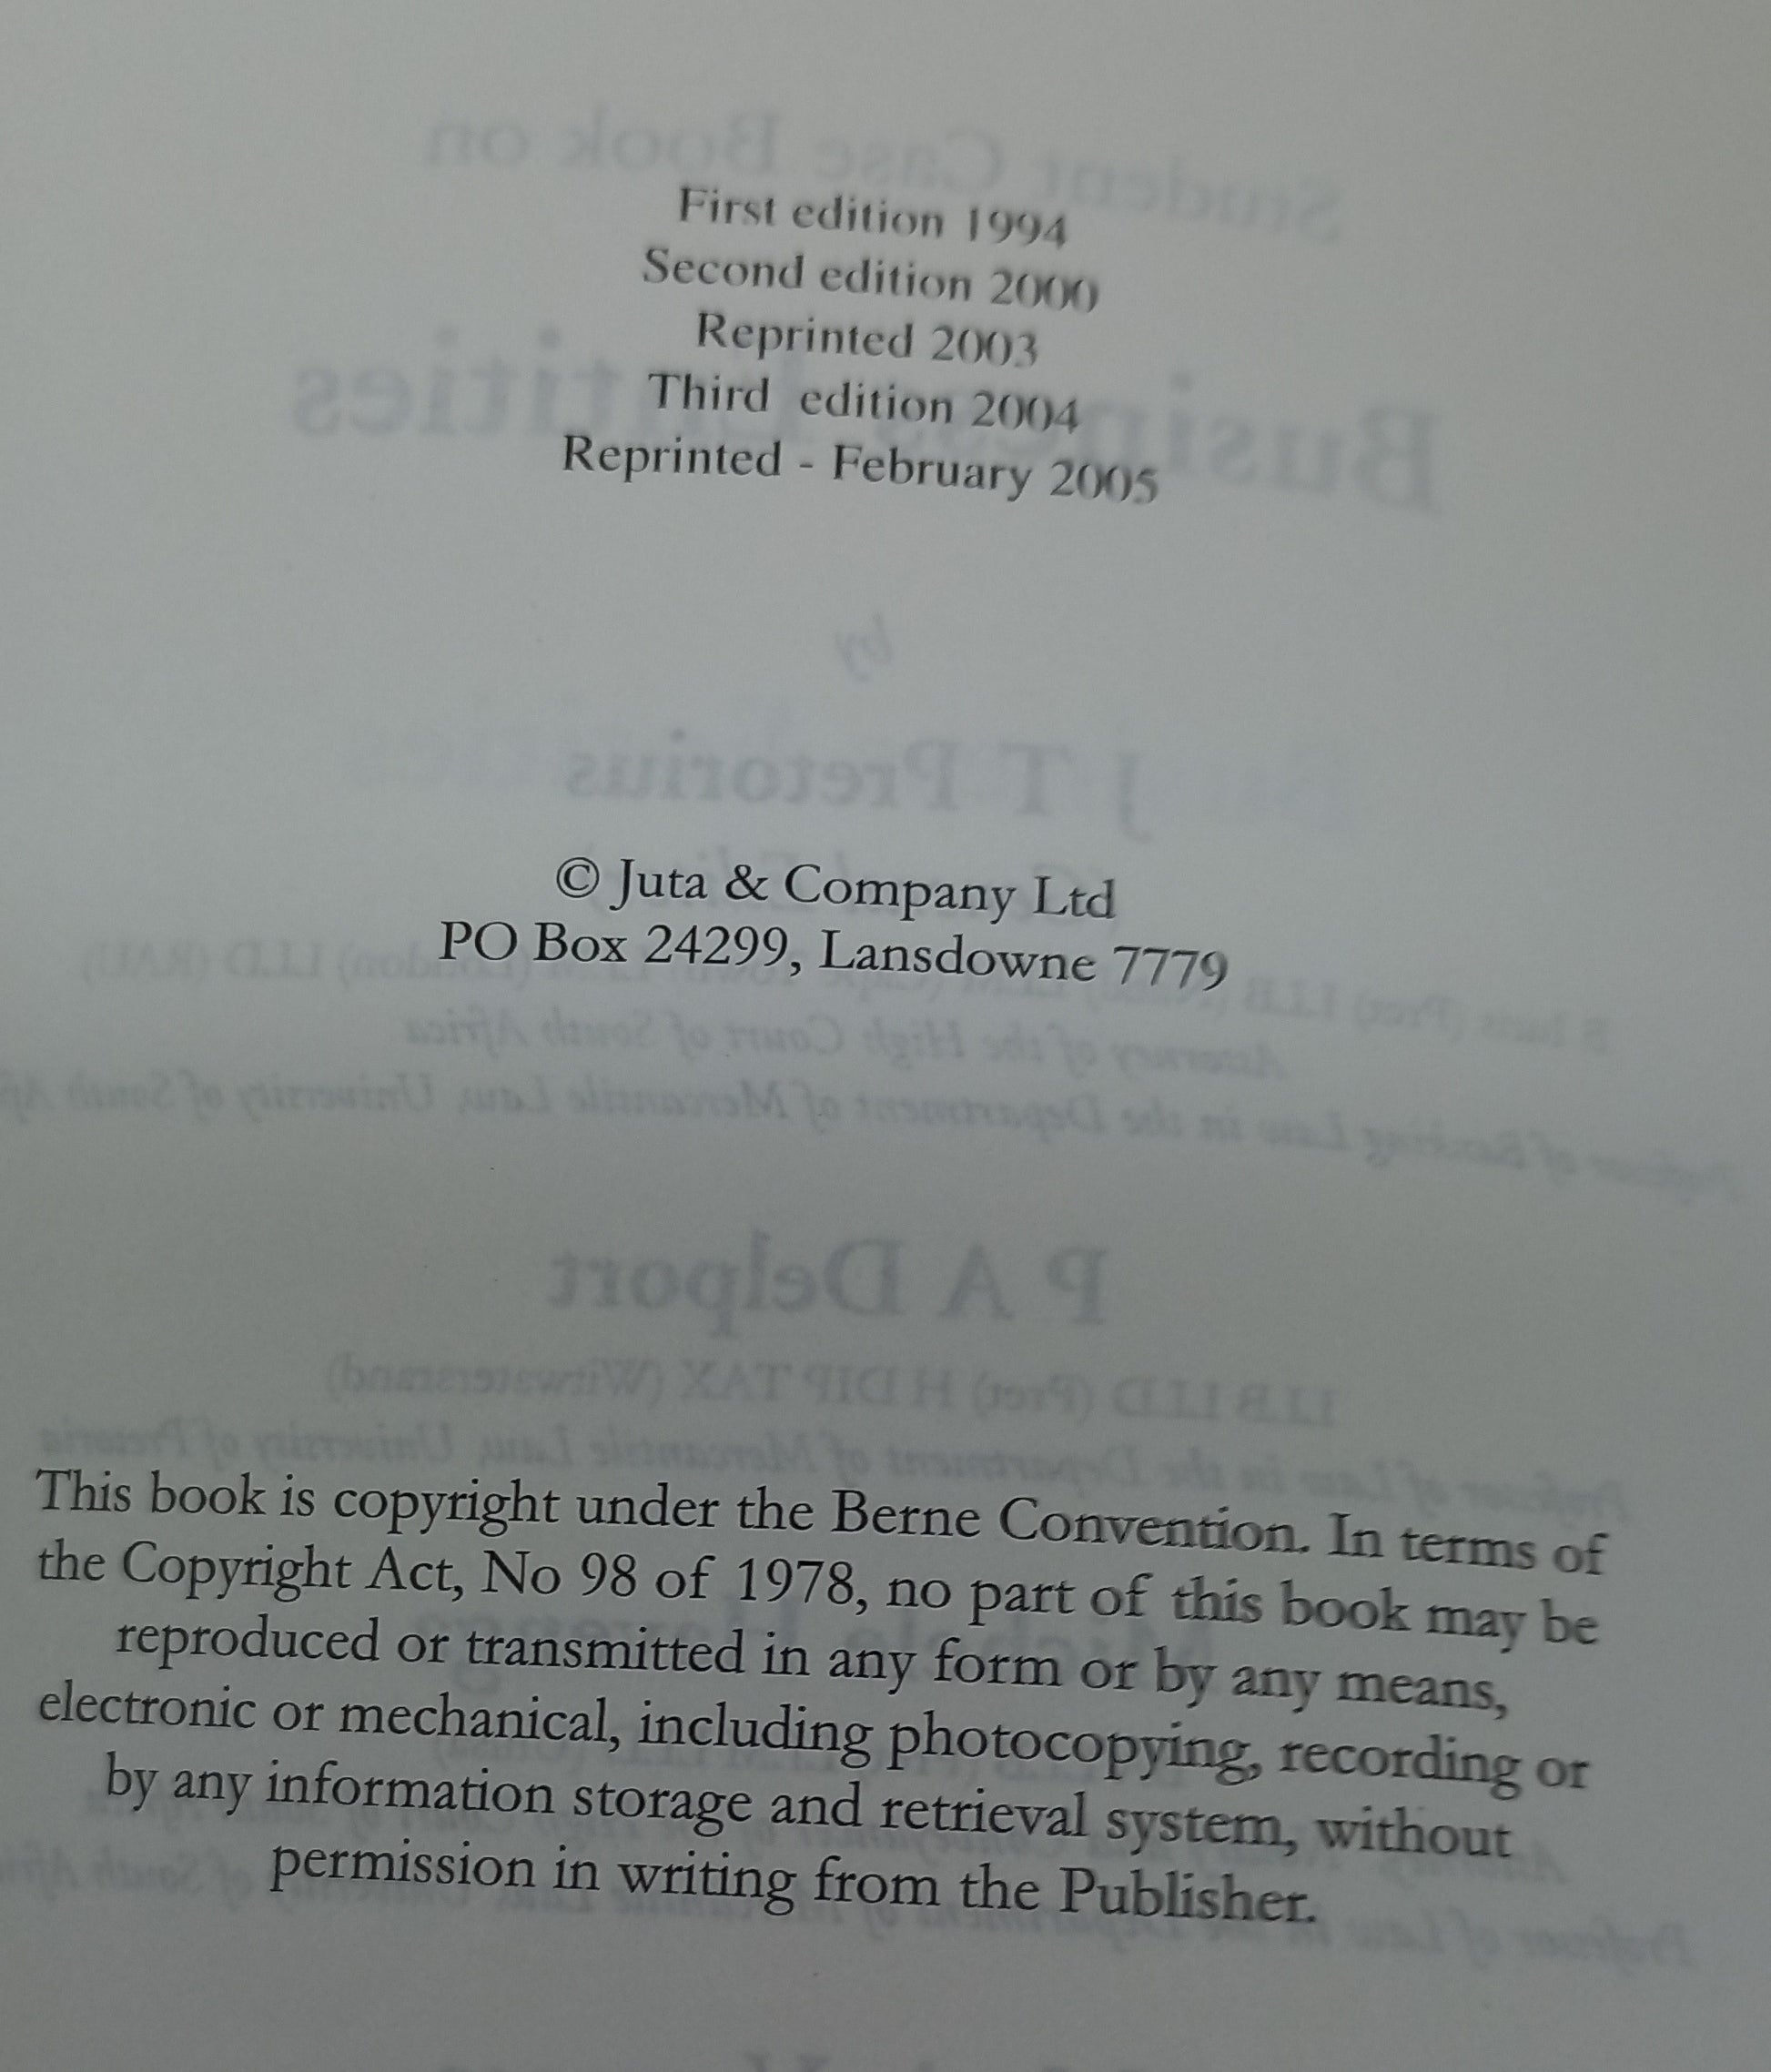 First edition 1994
Second edition 2000
Reprinted 2003
Third edition 2004
Reprinted - February 2005
© Juta & Company Ltd
PO Box 24299, Lansdowne 7779
This book is copyright under the Berne Convention. In terms of
the Copyright Act, No 98 of 1978, no part of this book may be
reproduced or transmitted in any form or by any means,
electronic or mechanical, including photocopying, recording or
by any information storage and retrieval system, without
permission in writing from the Publisher.